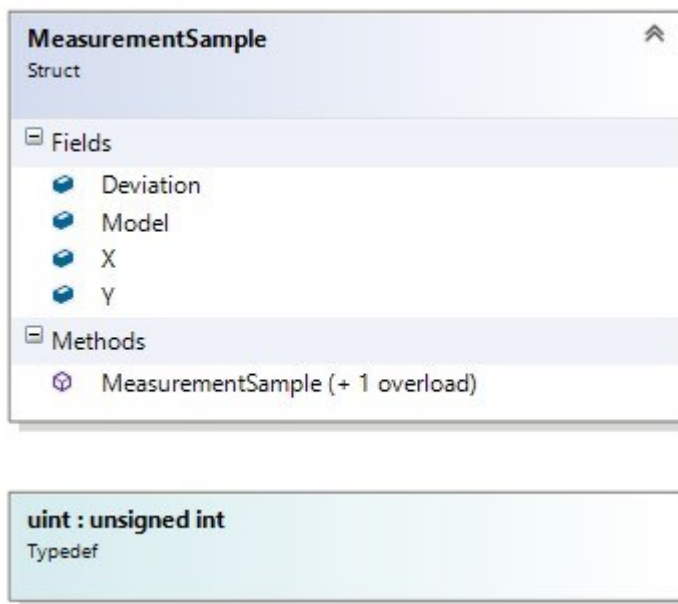 MeasurementSample
Struct
Fields
Deviation
Model
X
Y
Methods
MeasurementSample (+ 1 overload)
uint : unsigned int
Typedef